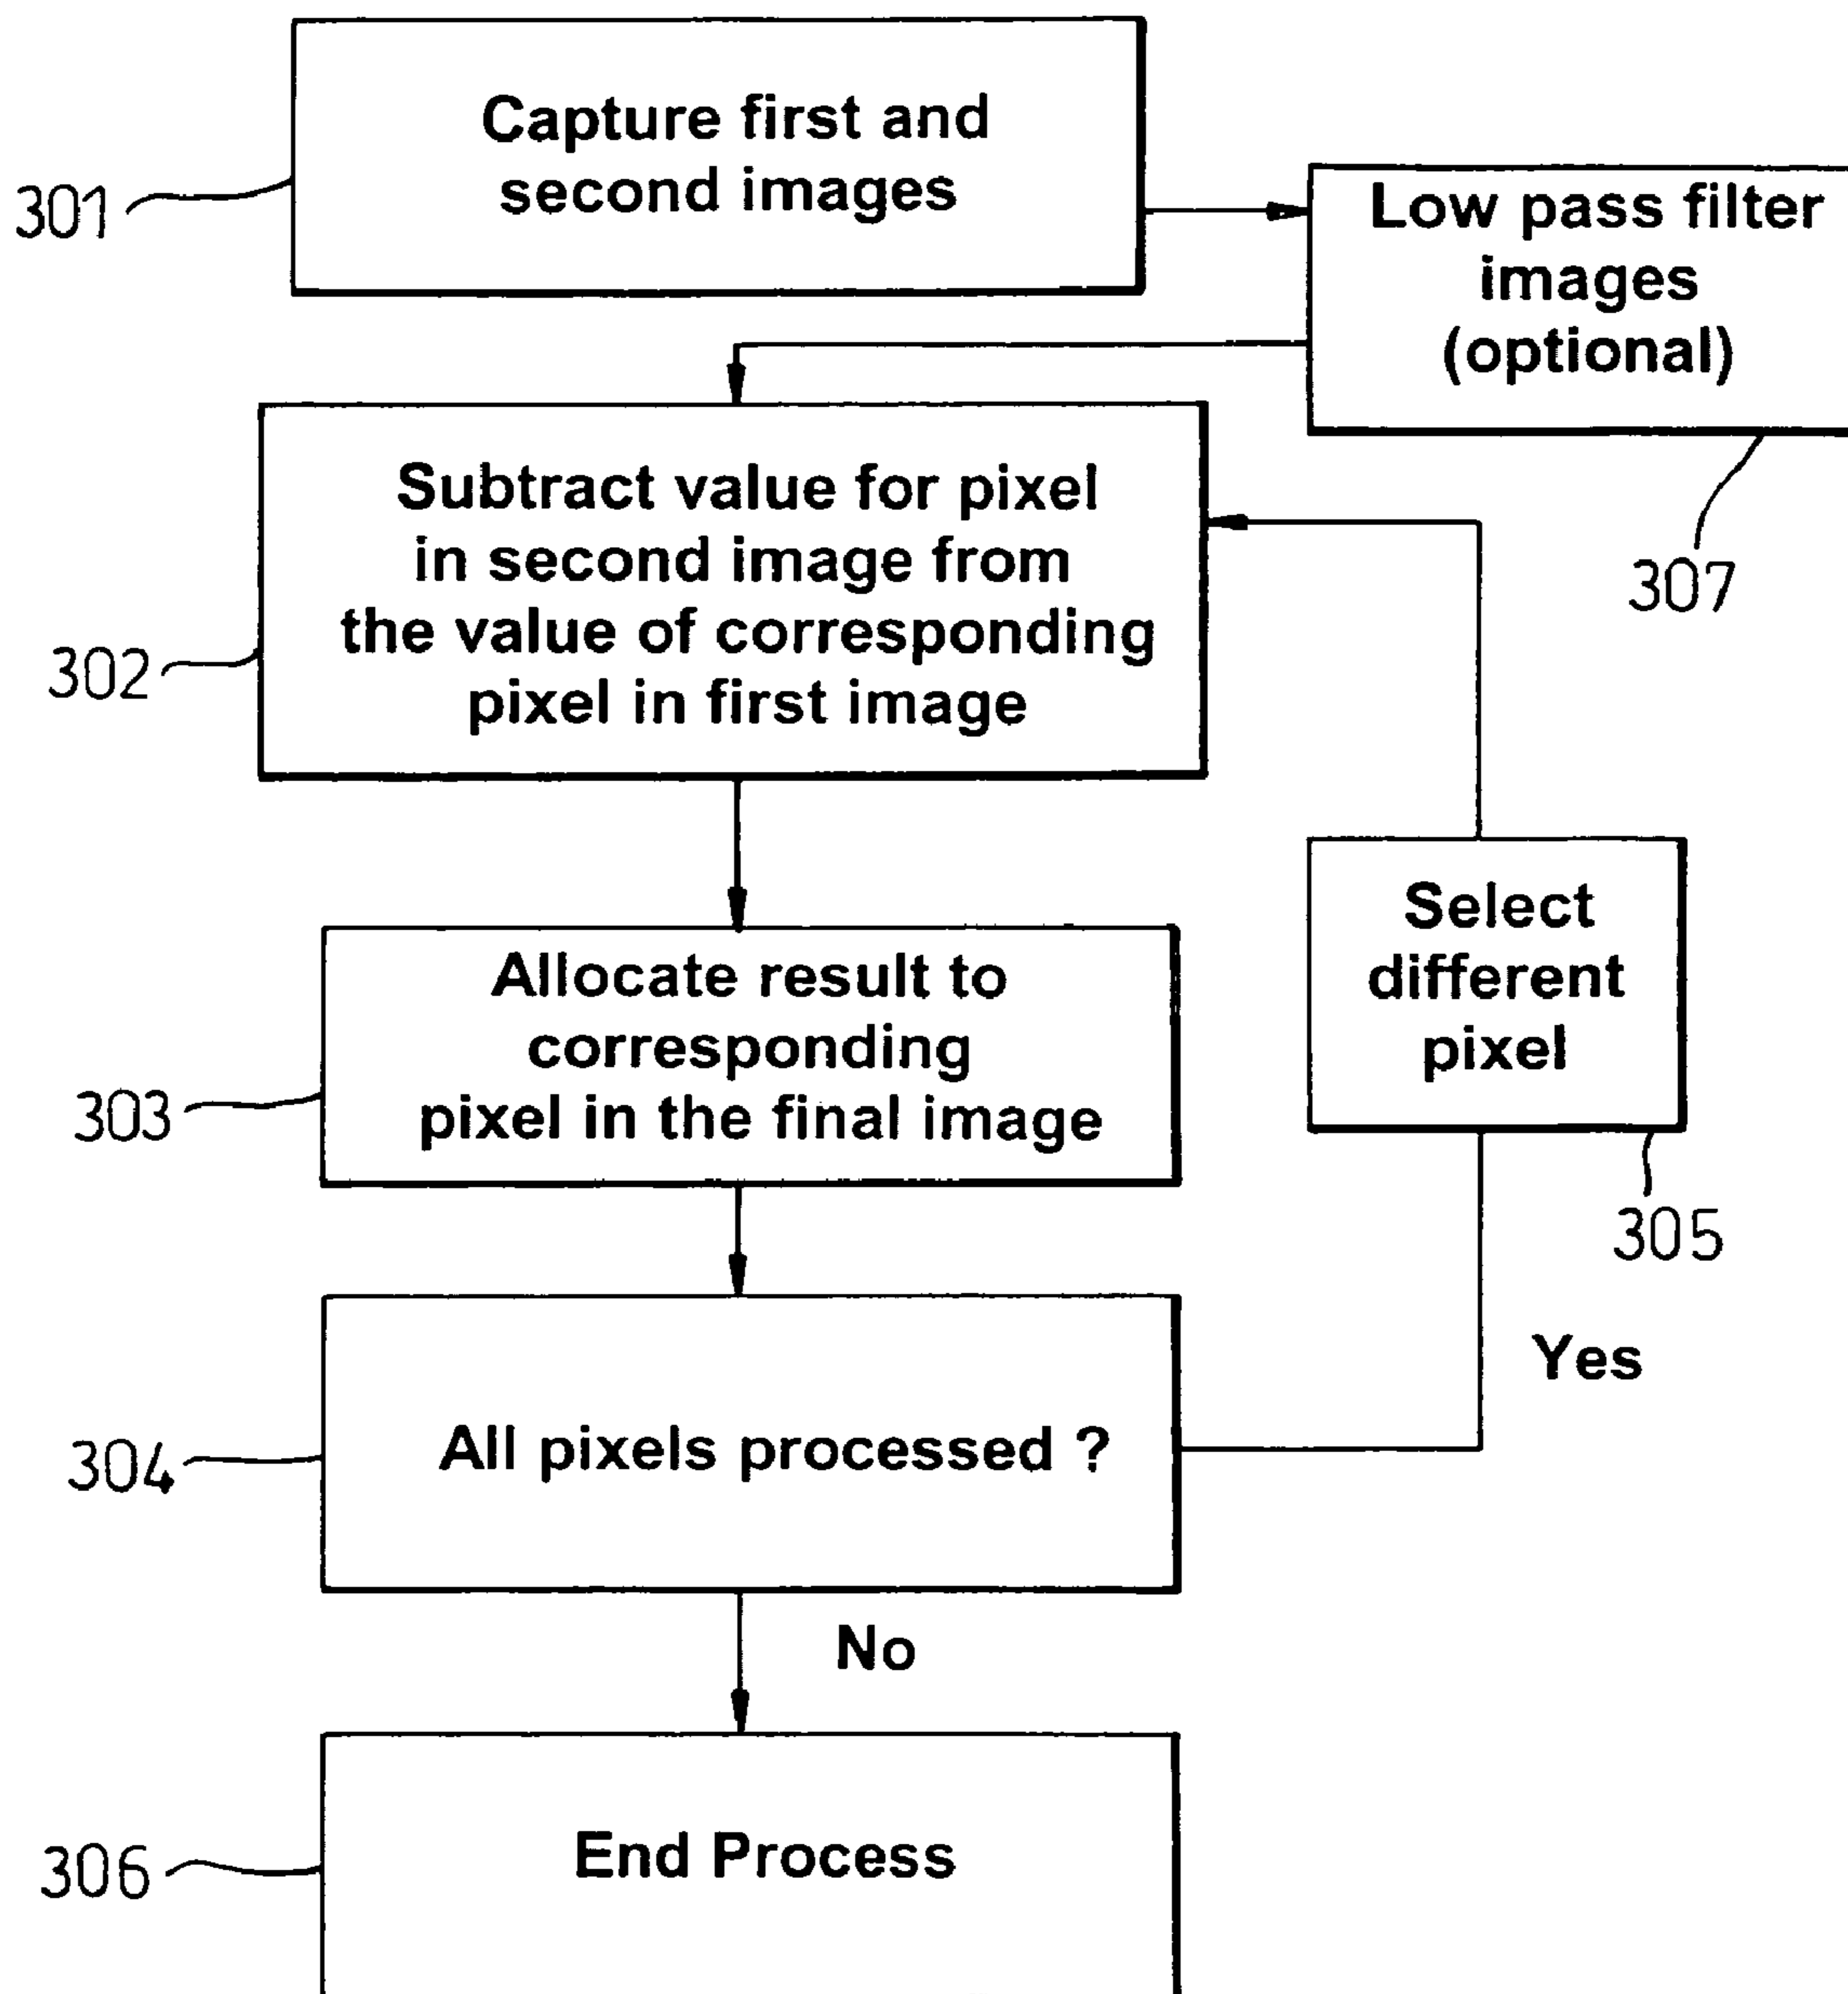 Capture first and
second images
301
Low pass filter
images
(optional)
307
Subtract value for pixel
in second image from
the value of corresponding
pixel in first image
302
Allocate result to
corresponding
pixel in the final image
303
Select
different
pixel
305
All pixels processed ?
304
Yes
No
End Process
306